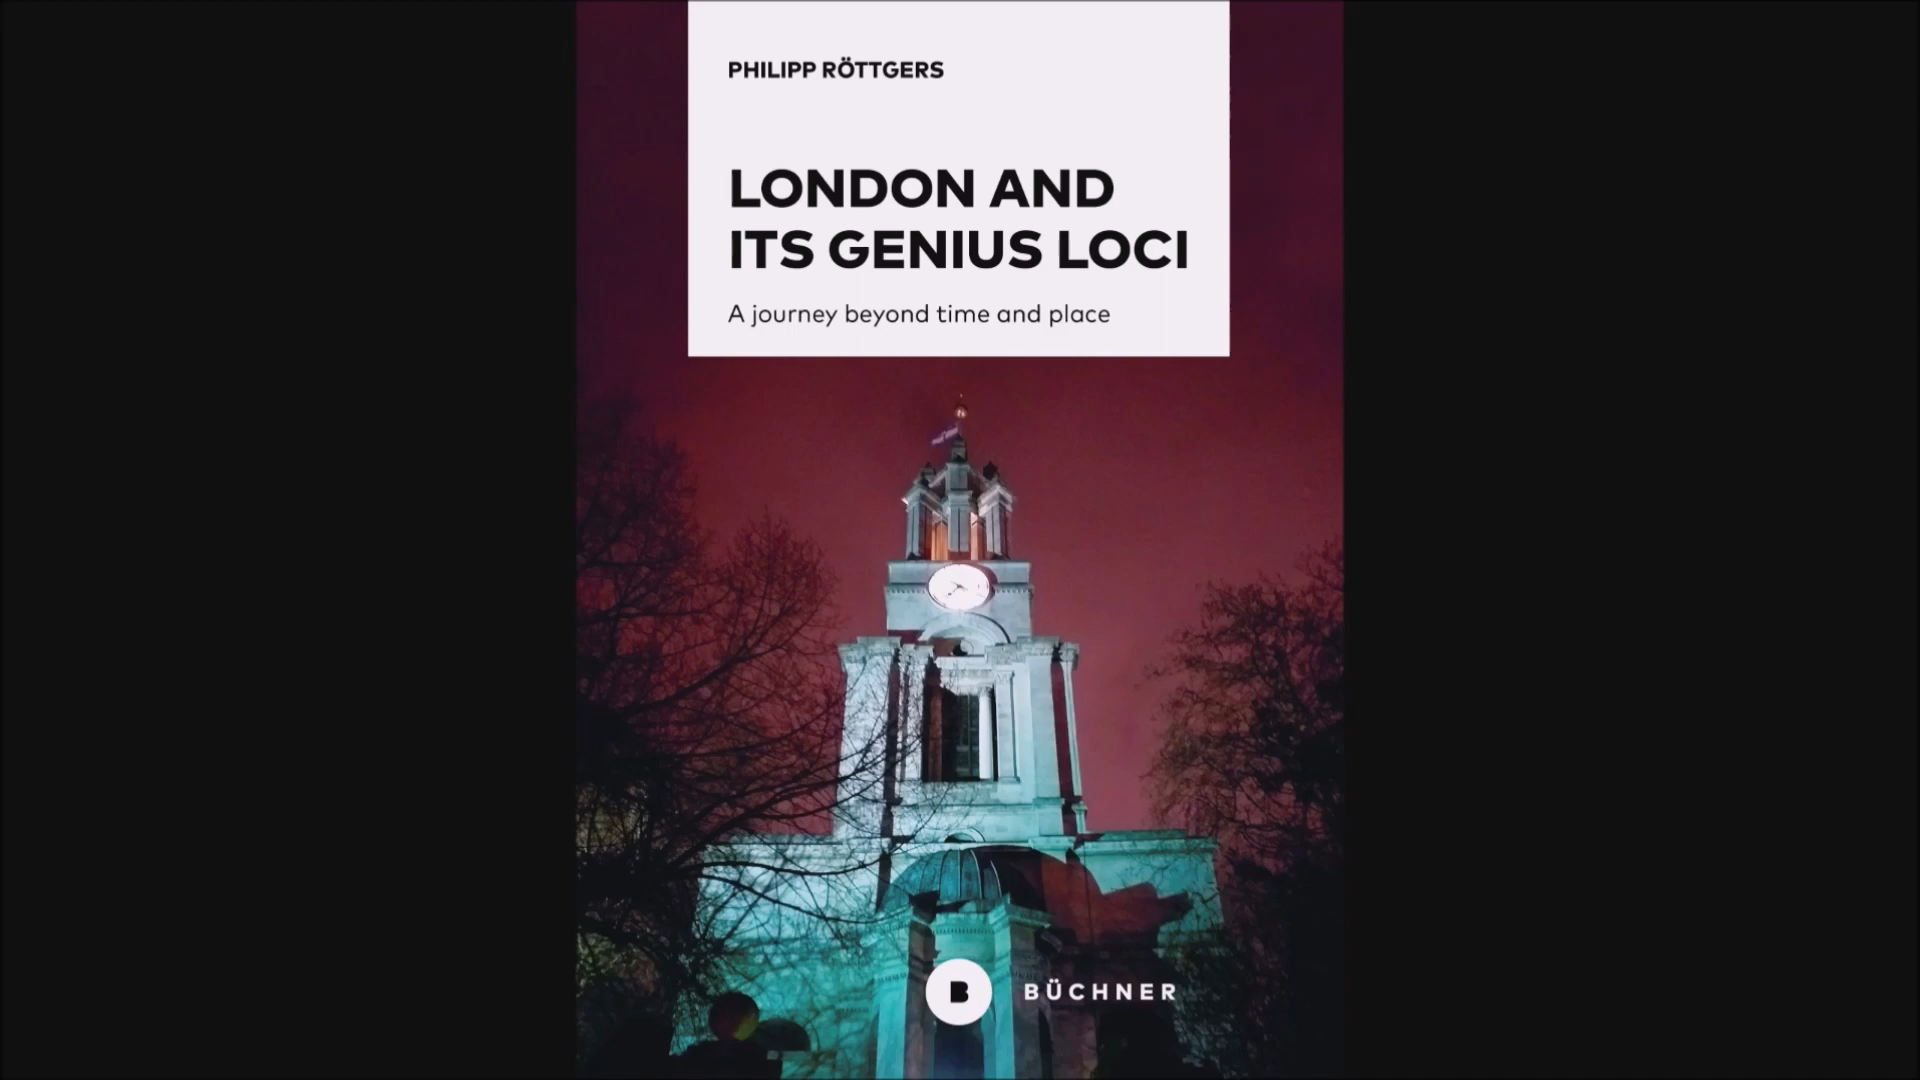 PHILIPP RÖTTGERS
LONDON AND
ITS GENIUS LOCI
A journey beyond time and place
B BÜCHNER